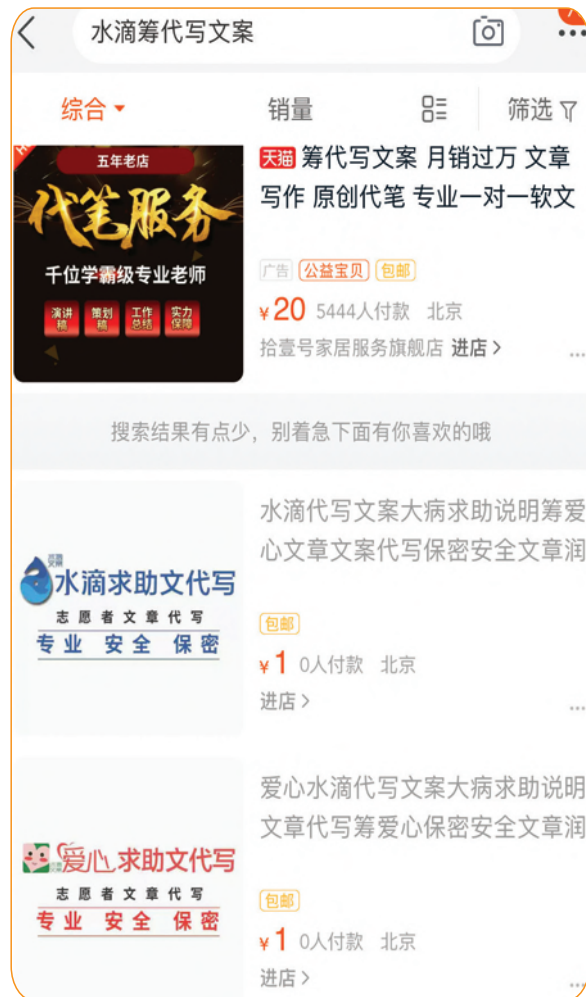 水滴筹代写文案
综合
销量
筛选
五年老店
代笔服务
千位学霸级专业老师
演讲稿
策划稿
工作总结
实力保障
天猫 筹代写文案 月销过万 文章
写作 原创代笔 专业一对一软文
广告 公益宝贝 包邮
¥20 5444人付款 北京
拾壹号家居服务旗舰店 进店>
...
搜索结果有点少，别着急下面有你喜欢的哦
水滴求助文代写
志愿者文章代写
专业 安全 保密
水滴代写文案大病求助说明筹爱
心文章文案代写保密安全文章润
包邮
¥1 0人付款 北京
进店>
...
爱心求助文代写
志愿者文章代写
专业 安全 保密
爱心水滴代写文案大病求助说明
文章代写筹爱心保密安全文章润
包邮
¥1 0人付款 北京
进店>
...